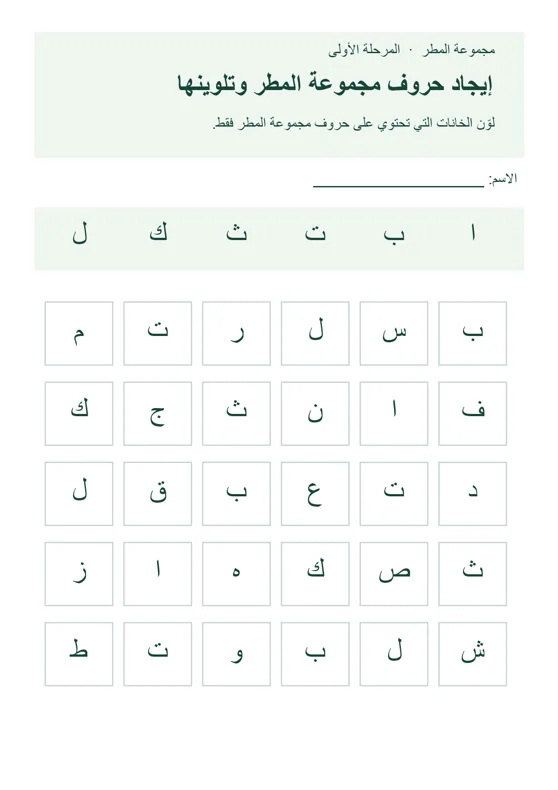 مجموعة المطر · المرحلة الأولى
إيجاد حروف مجموعة المطر وتلوينها
لوّن الخانات التي تحتوي على حروف مجموعة المطر فقط.
الاسم: ____________________
ا ب ت ث ك ل
ب س ل ر ت م
ف ا ن ث ج ك
د ت ع ب ق ل
ث ص ك ه ا ز
ش ل ب و ت ط